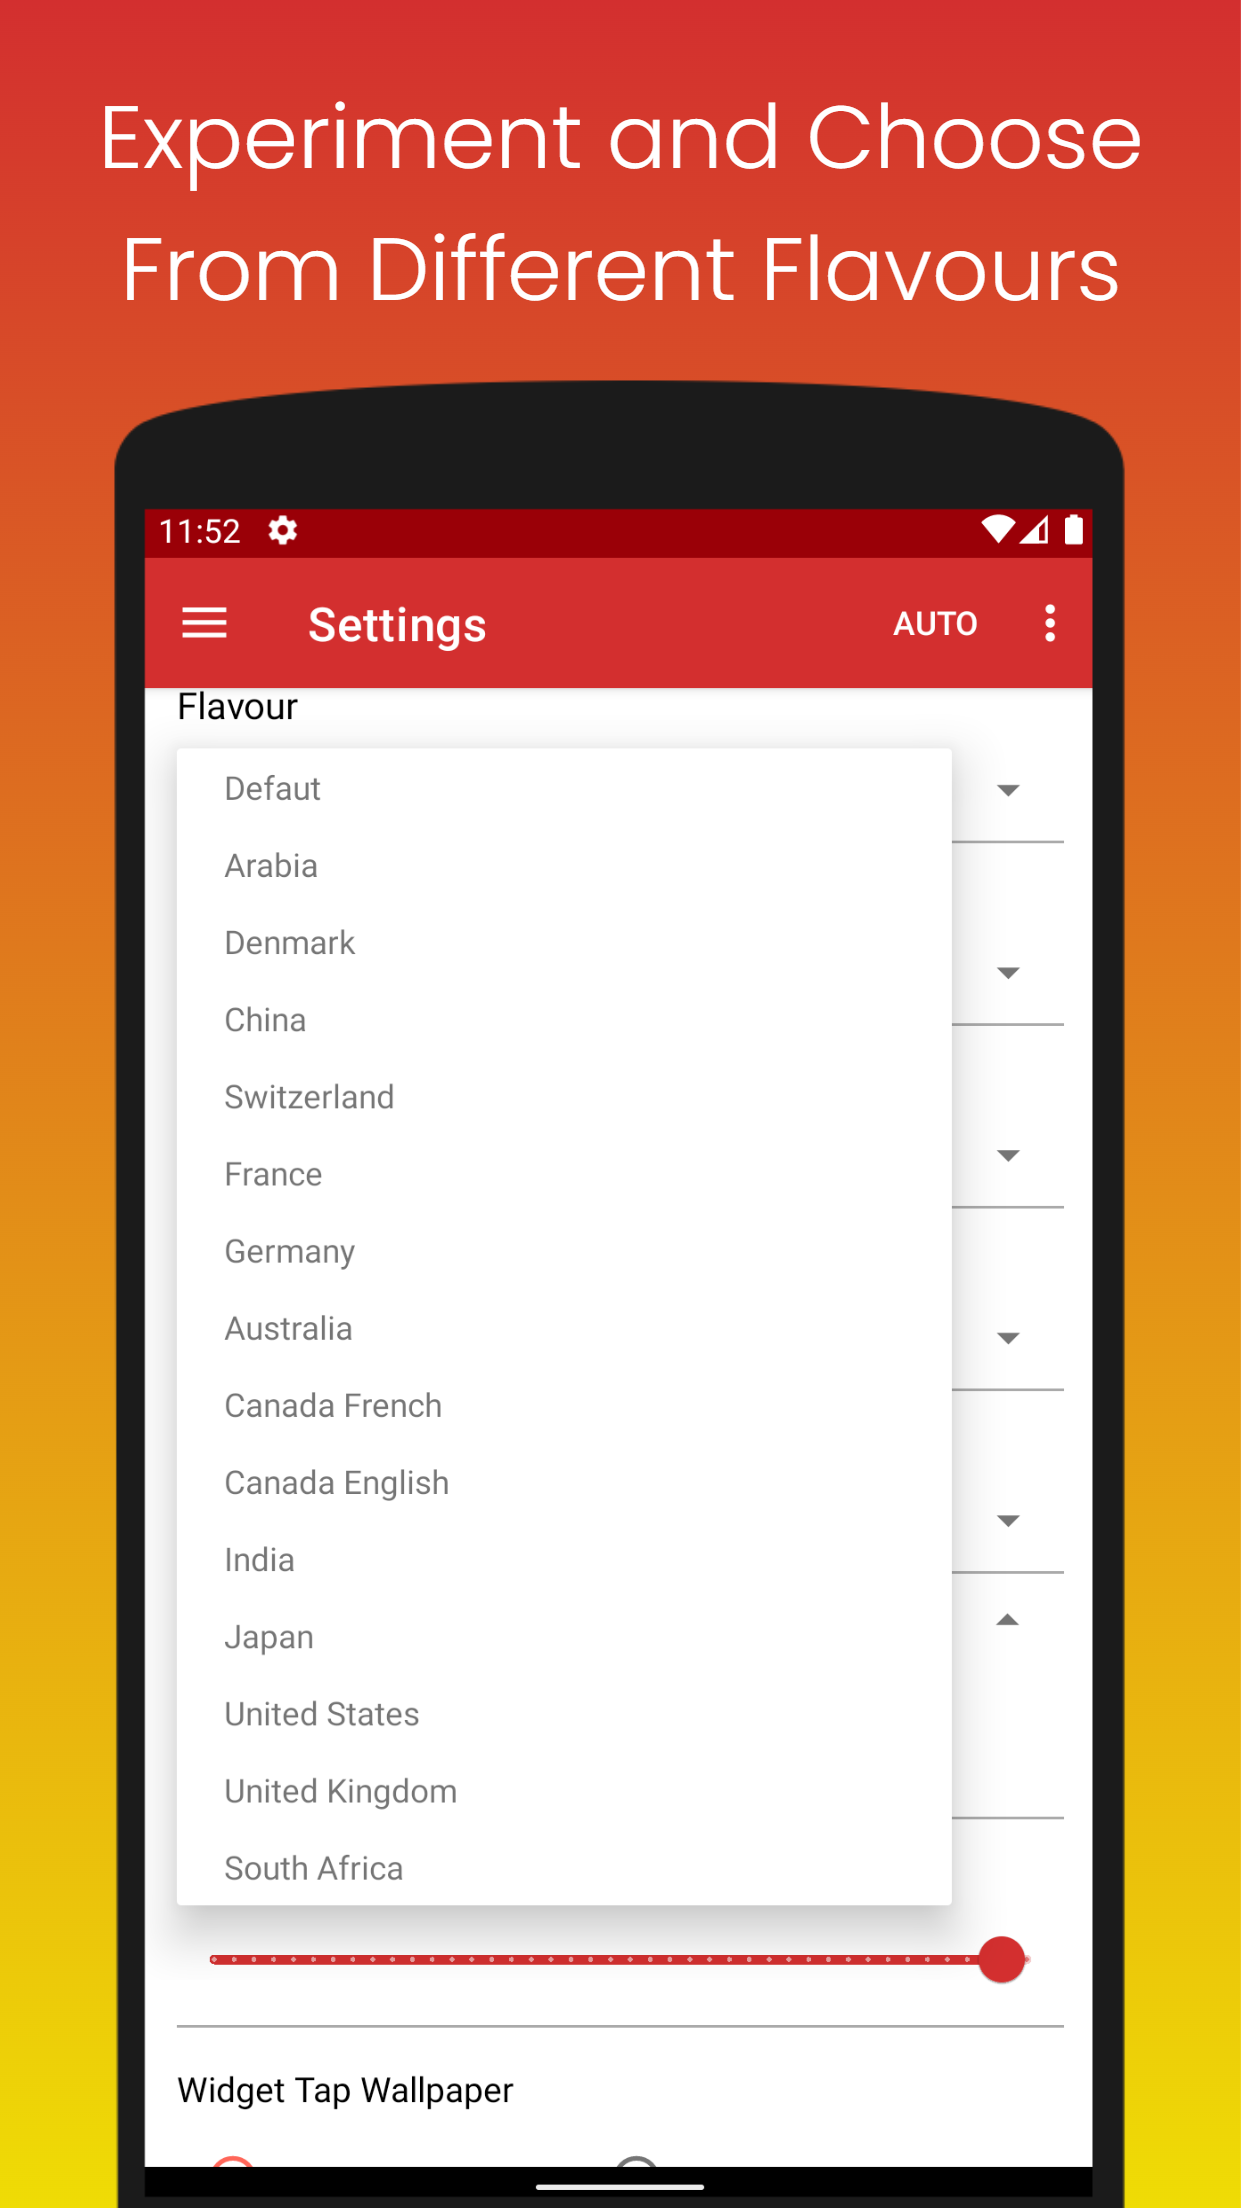 Experiment and Choose
From Different Flavours
11:52
Settings AUTO
Flavour
Defaut
Arabia
Denmark
China
Switzerland
France
Germany
Australia
Canada French
Canada English
India
Japan
United States
United Kingdom
South Africa
Widget Tap Wallpaper